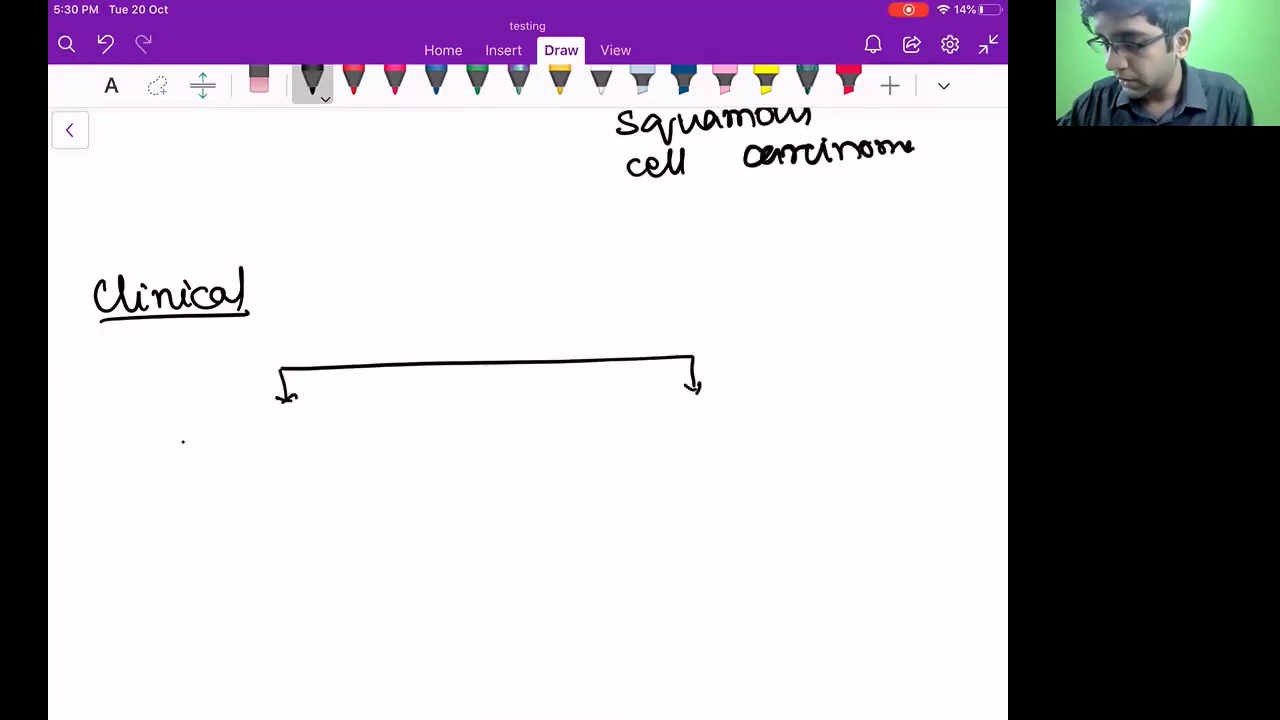 5:30 PM Tue 20 Oct
14%
testing
Home Insert Draw View
A
Squamous
cell carcinoma
Clinical